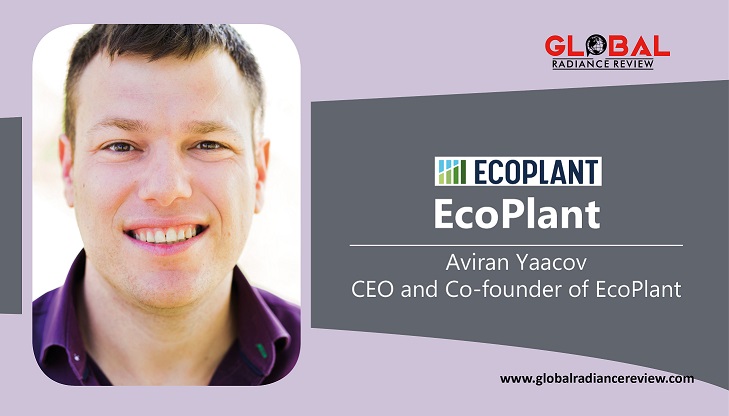 GLOBAL
RADIANCE REVIEW
ECOPLANT
EcoPlant
Aviran Yaacov
CEO and Co-founder of EcoPlant
www.globalradiancereview.com